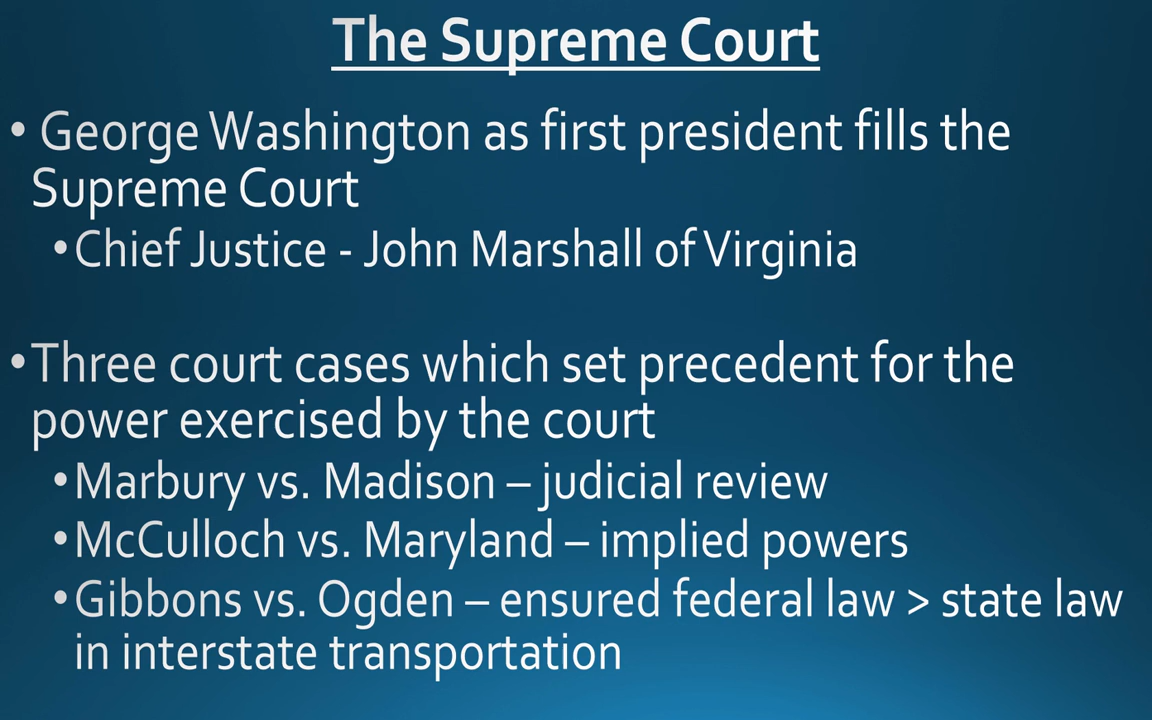 The Supreme Court
• George Washington as first president fills the
Supreme Court
• Chief Justice - John Marshall of Virginia
• Three court cases which set precedent for the
power exercised by the court
• Marbury vs. Madison – judicial review
• McCulloch vs. Maryland – implied powers
• Gibbons vs. Ogden – ensured federal law > state law
in interstate transportation